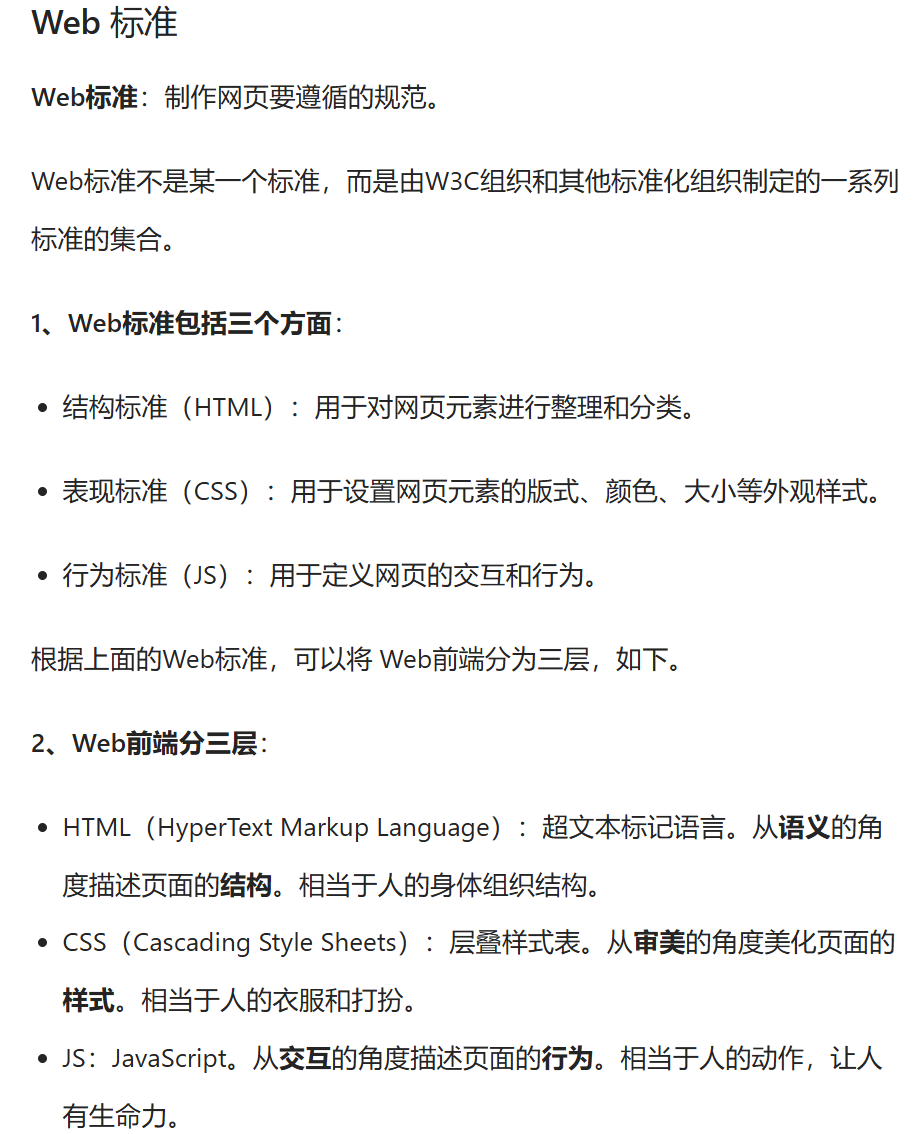 Web 标准
Web标准：制作网页要遵循的规范。
Web标准不是某一个标准，而是由W3C组织和其他标准化组织制定的一系列
标准的集合。
1、Web标准包括三个方面：
• 结构标准（HTML）：用于对网页元素进行整理和分类。
• 表现标准（CSS）：用于设置网页元素的版式、颜色、大小等外观样式。
• 行为标准（JS）：用于定义网页的交互和行为。
根据上面的Web标准，可以将 Web前端分为三层，如下。
2、Web前端分三层：
• HTML（HyperText Markup Language）：超文本标记语言。从语义的角
度描述页面的结构。相当于人的身体组织结构。
• CSS（Cascading Style Sheets）：层叠样式表。从审美的角度美化页面的
样式。相当于人的衣服和打扮。
• JS：JavaScript。从交互的角度描述页面的行为。相当于人的动作，让人
有生命力。